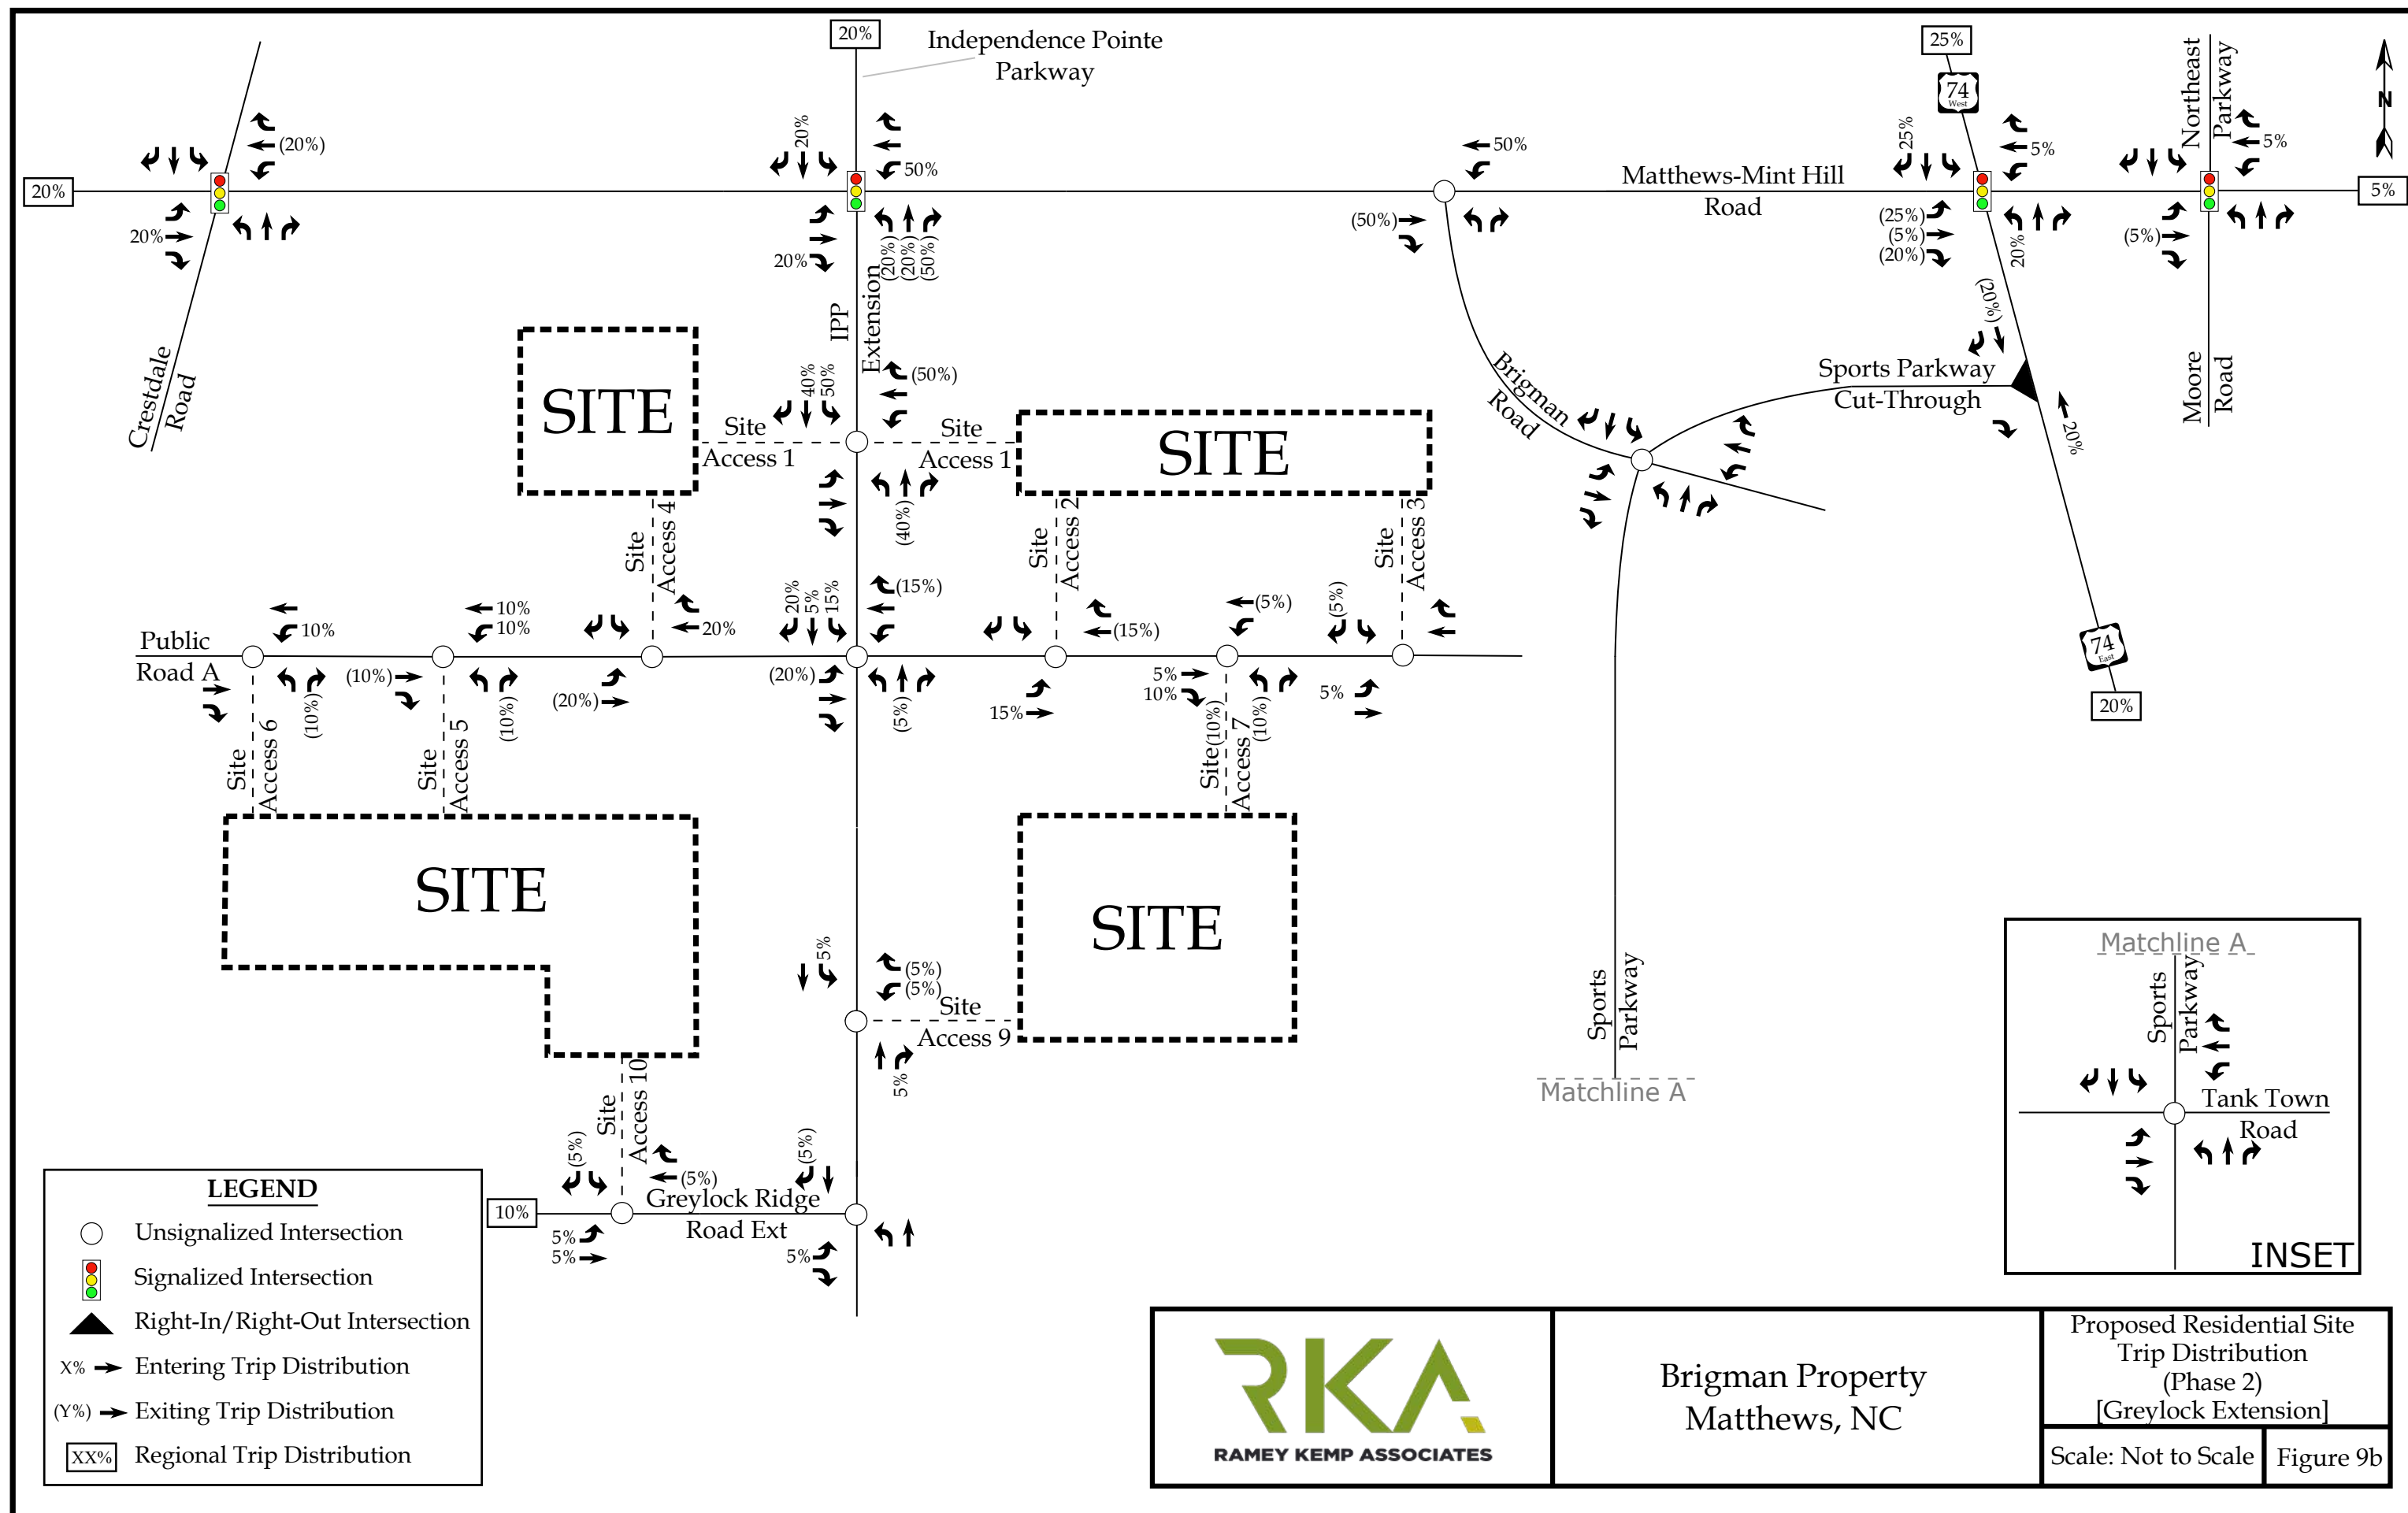 20%
Independence Pointe
Parkway
25%
74
West
Northeast
Parkway
N
(20%)
20%
50%
50%
25%
5%
5%
20%
Matthews-Mint Hill
Road
5%
20%
20%
(20%)
(20%)
(50%)
(50%)
(25%)
(5%)
(20%)
20%
(5%)
IPP
Extension
(20%)
Crestdale
Road
SITE
40%
50%
(50%)
Brigman
Road
Sports Parkway
Cut-Through
20%
Moore
Road
Site
Access 1
Site
Access 1
SITE
(40%)
Site
Access 4
Site
Access 2
Site
Access 3
10%
10%
10%
20%
20%
5%
15%
(15%)
(15%)
(5%)
(5%)
Public
Road A
(10%)
(10%)
(10%)
(20%)
(20%)
(5%)
15%
5%
10%
(10%)
(10%)
5%
74
East
20%
Site
Access 6
Site
Access 5
Site
Access 7
SITE
SITE
5%
(5%)
(5%)
Site
Access 9
5%
Sports
Parkway
Matchline A
Matchline A
Sports
Parkway
Tank Town
Road
INSET
Site
Access 10
(5%)
(5%)
(5%)
10%
Greylock Ridge
Road Ext
5%
5%
5%
LEGEND
Unsignalized Intersection
Signalized Intersection
Right-In/Right-Out Intersection
X% Entering Trip Distribution
(Y%) Exiting Trip Distribution
XX% Regional Trip Distribution
RKA
RAMEY KEMP ASSOCIATES
Brigman Property
Matthews, NC
Proposed Residential Site
Trip Distribution
(Phase 2)
[Greylock Extension]
Scale: Not to Scale
Figure 9b